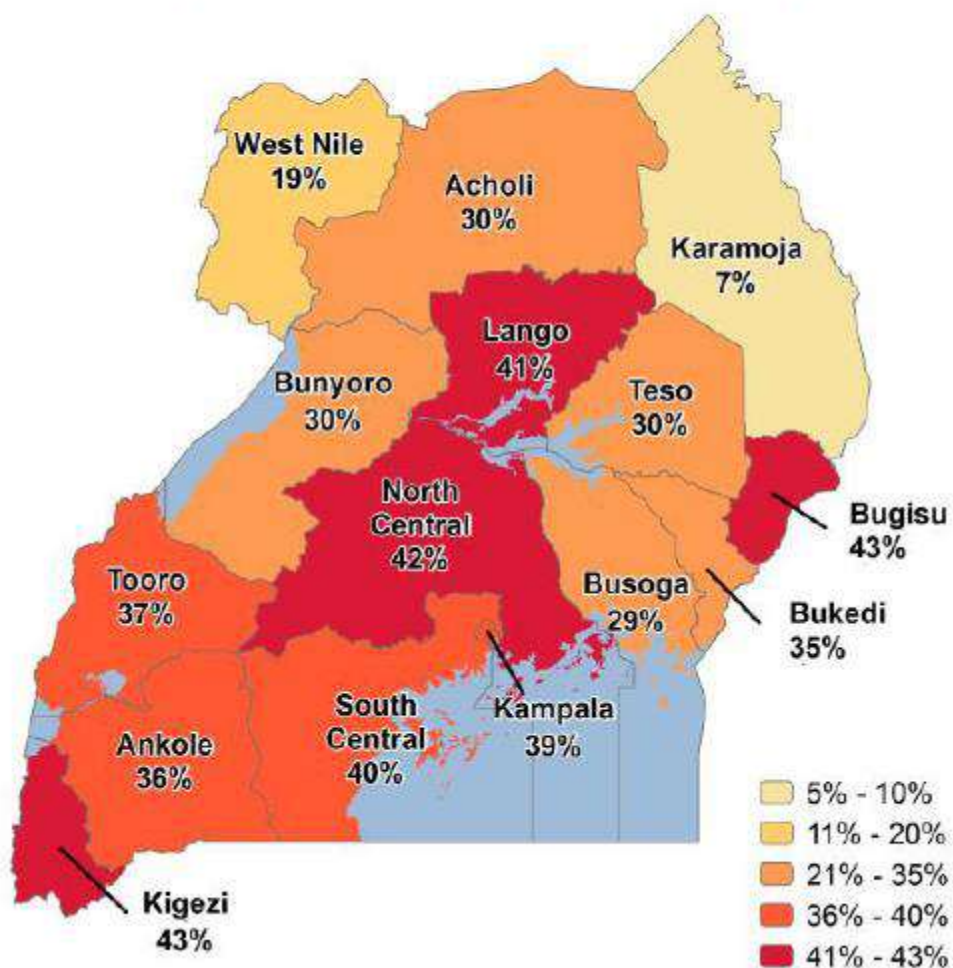 West Nile
19%
Acholi
30%
Karamoja
7%
Lango
41%
Bunyoro
30%
Teso
30%
North
Central
42%
Bugisu
43%
Tooro
37%
Busoga
29%
Bukedi
35%
South
Central
40%
Kampala
39%
Ankole
36%
Kigezi
43%
5% - 10%
11% - 20%
21% - 35%
36% - 40%
41% - 43%